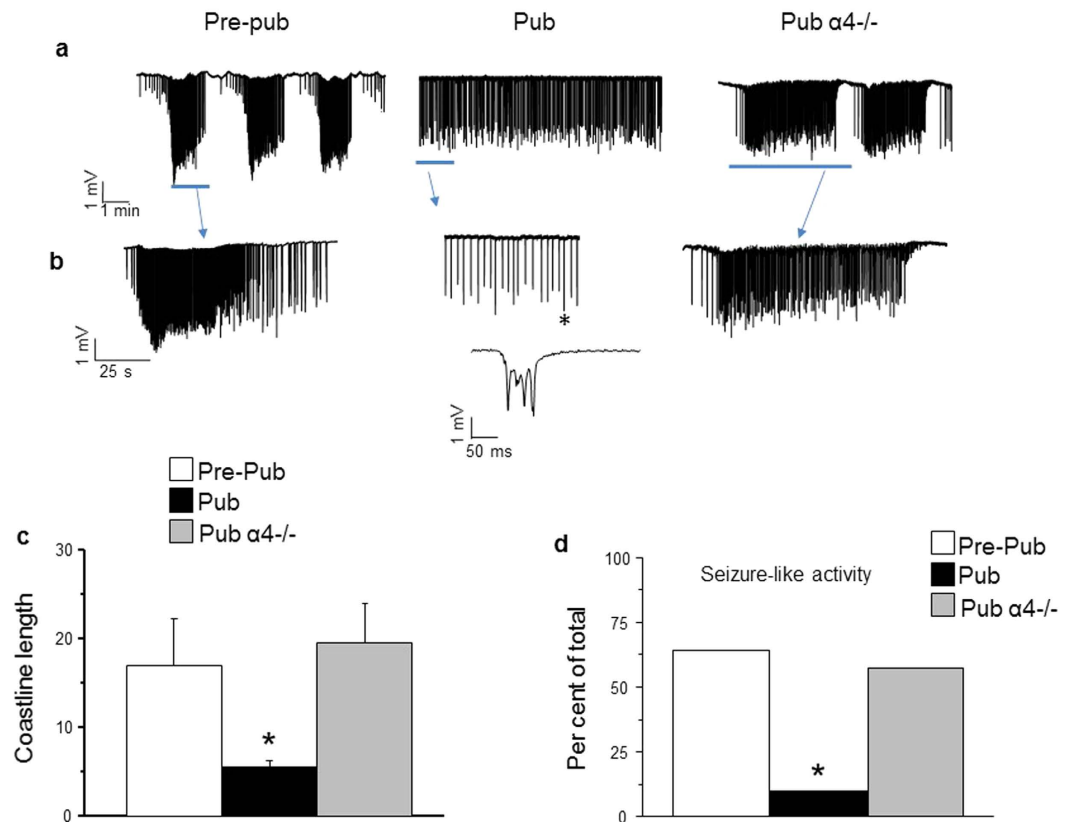 Pre-pub Pub Pub α4-/-
a
1 mV
1 min
b
1 mV
25 s
*
1 mV
50 ms
Pre-Pub
Pub
Pub α4-/-
c
Coastline length
30
20
10
0
*
d
Pre-Pub
Pub
Pub α4-/-
Seizure-like activity
Per cent of total
100
75
50
25
0
*